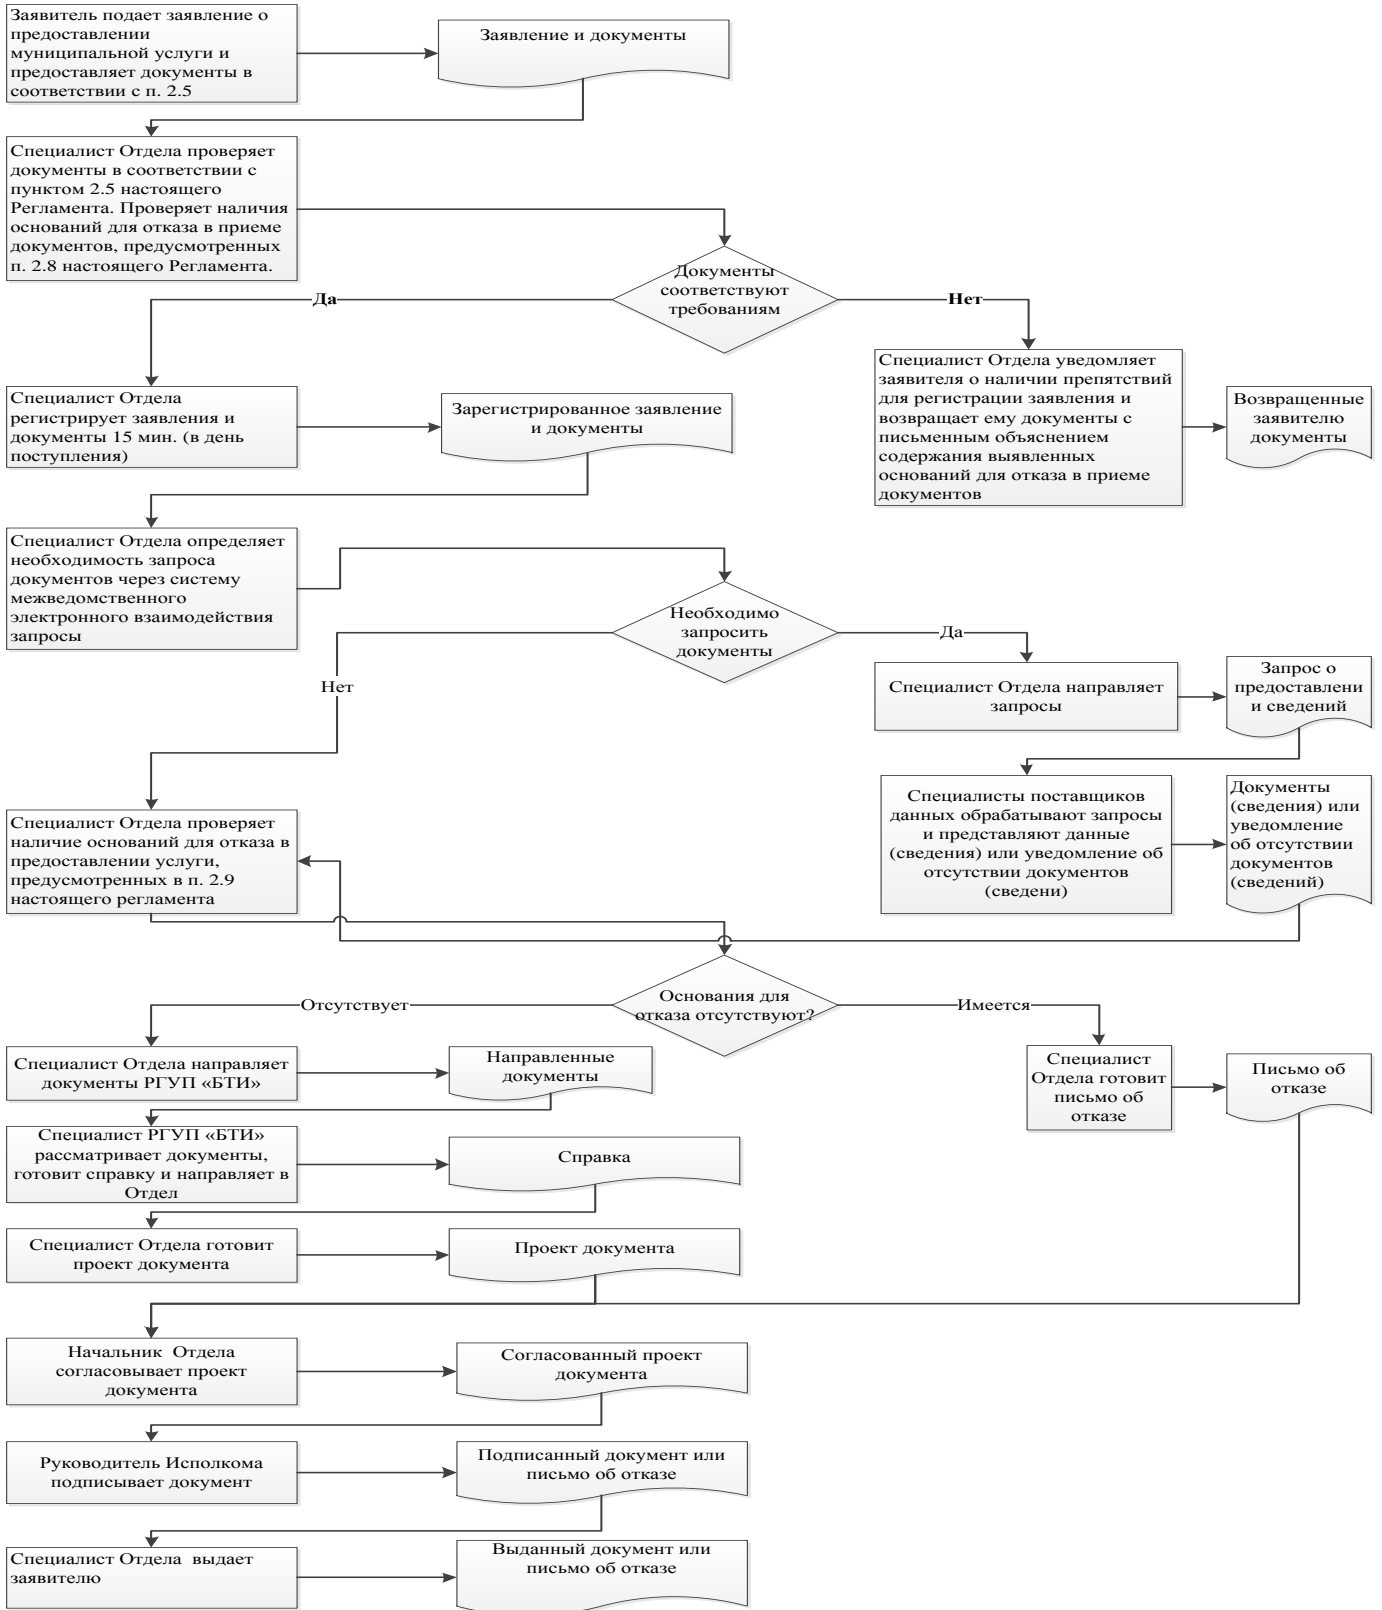 Заявитель подает заявление о
предоставлении
муниципальной услуги и
предоставляет документы в
соответствии с п. 2.5
Заявление и документы
Специалист Отдела проверяет
документы в соответствии с
пунктом 2.5 настоящего
Регламента. Проверяет наличия
оснований для отказа в приеме
документов, предусмотренных
п. 2.8 настоящего Регламента.
Документы
соответствуют
требованиям
Да
Нет
Специалист Отдела
регистрирует заявления и
документы 15 мин. (в день
поступления)
Зарегистрированное заявление
и документы
Специалист Отдела уведомляет
заявителя о наличии препятствий
для регистрации заявления и
возвращает ему документы с
письменным объяснением
содержания выявленных
оснований для отказа в приеме
документов
Возвращенные
заявителю
документы
Специалист Отдела определяет
необходимость запроса
документов через систему
межведомственного
электронного взаимодействия
запросы
Необходимо
запросить
документы
Да
Нет
Специалист Отдела направляет
запросы
Запрос о
предоставлени
и сведений
Специалисты поставщиков
данных обрабатывают запросы
и представляют данные
(сведения) или уведомление об
отсутствии документов
(сведени)
Документы
(сведения) или
уведомление
об отсутствии
документов
(сведений)
Специалист Отдела проверяет
наличие оснований для отказа в
предоставлении услуги,
предусмотренных в п. 2.9
настоящего регламента
Основания для
отказа отсутствуют?
Отсутствует
Имеется
Специалист Отдела направляет
документы РГУП «БТИ»
Направленные
документы
Специалист
Отдела готовит
письмо об
отказе
Письмо об
отказе
Специалист РГУП «БТИ»
рассматривает документы,
готовит справку и направляет в
Отдел
Справка
Специалист Отдела готовит
проект документа
Проект документа
Начальник Отдела
согласовывает проект
документа
Согласованный проект
документа
Руководитель Исполкома
подписывает документ
Подписанный документ или
письмо об отказе
Специалист Отдела выдает
заявителю
Выданный документ или
письмо об отказе